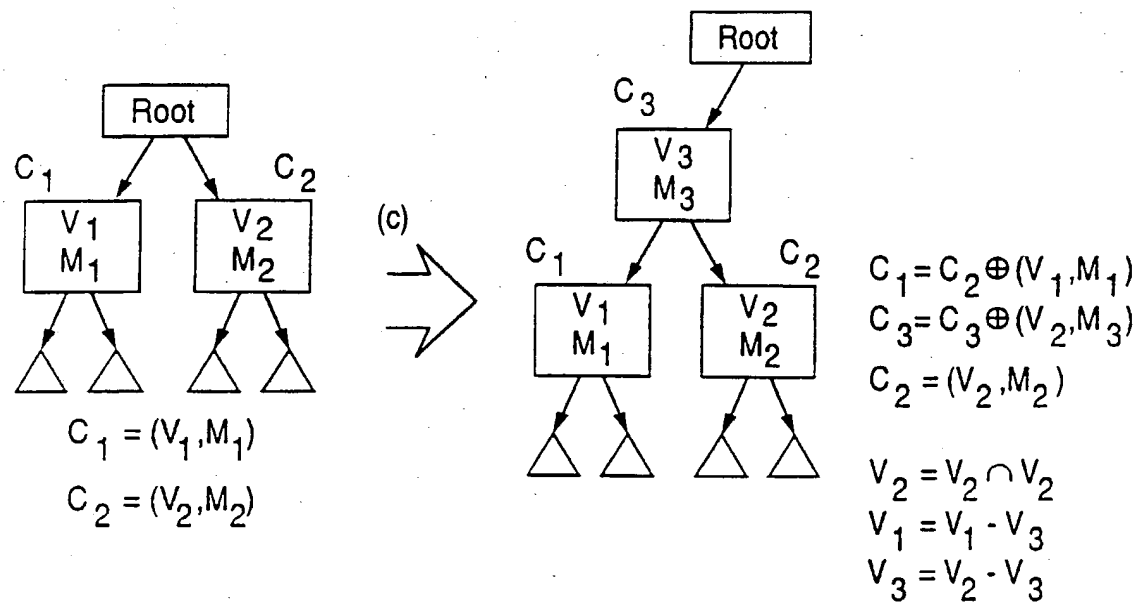 Root
C1
C2
V1
M1
V2
M2
C1 = (V1,M1)
C2 = (V2,M2)
(c)
Root
C3
V3
M3
C1
C2
V1
M1
V2
M2
C1 = C2 ⊕ (V1,M1)
C3 = C3 ⊕ (V2,M3)
C2 = (V2,M2)
V2 = V2 ∩ V2
V1 = V1 - V3
V3 = V2 - V3